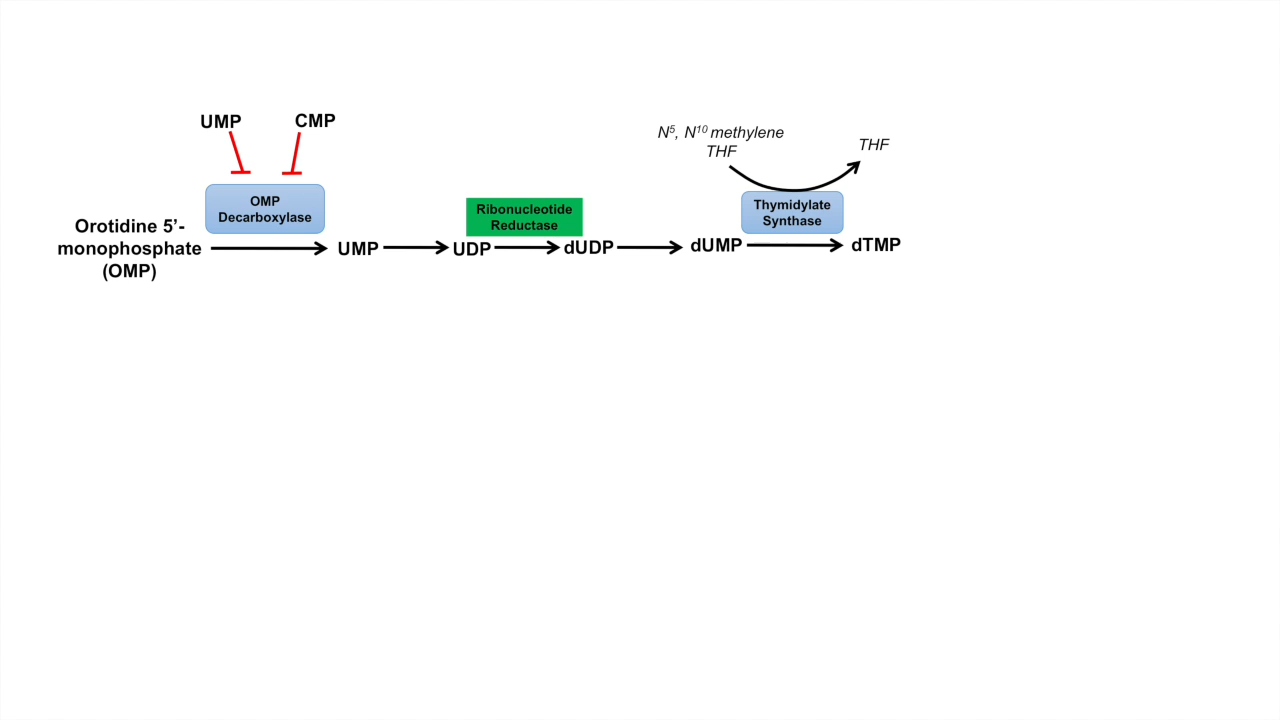 UMP
CMP
N⁵, N¹⁰ methylene
THF
THF
OMP
Decarboxylase
Ribonucleotide
Reductase
Thymidylate
Synthase
Orotidine 5’-
monophosphate
(OMP)
UMP
UDP
dUDP
dUMP
dTMP